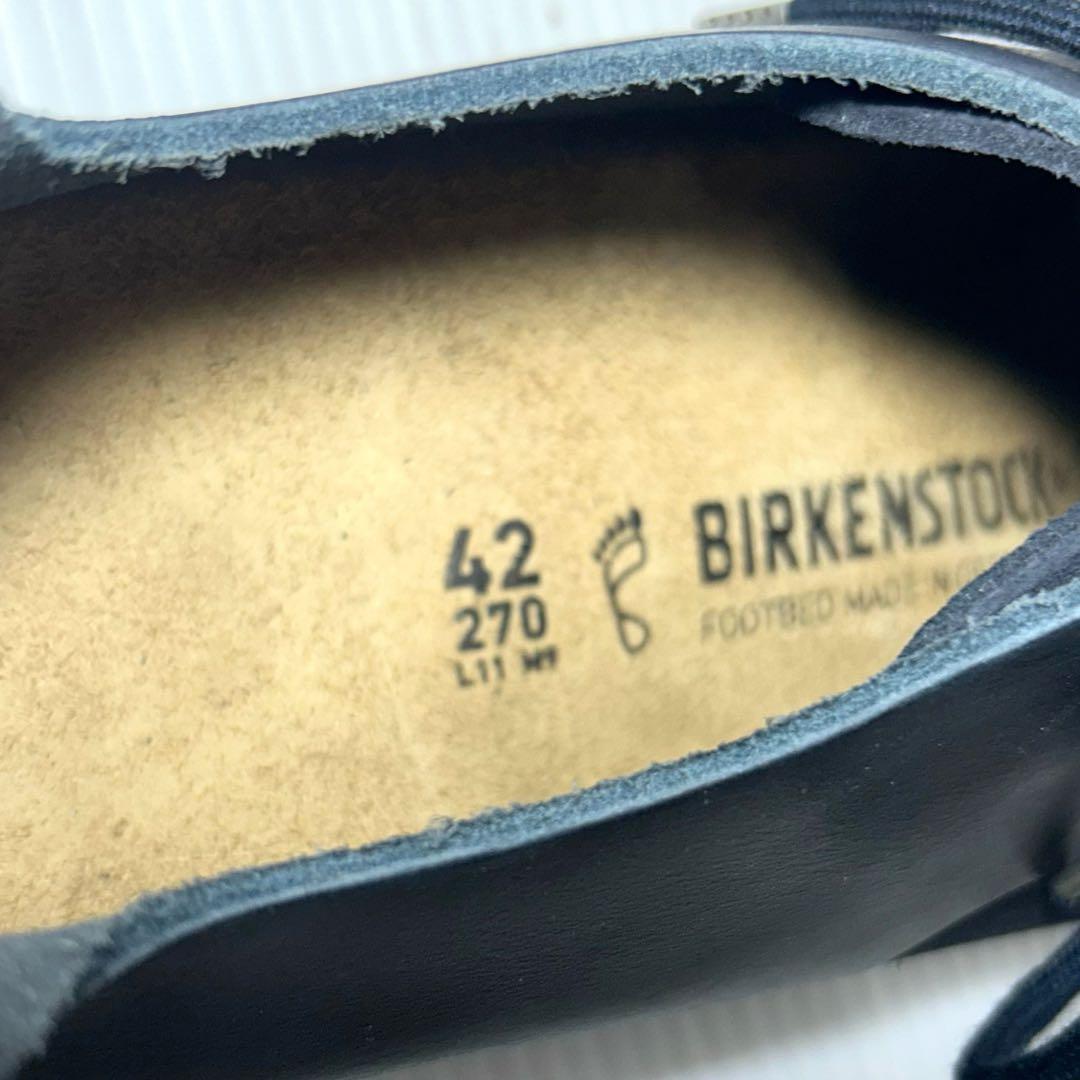 42
270
L11 M9
BIRKENSTOCK
FOOTBED MADE IN